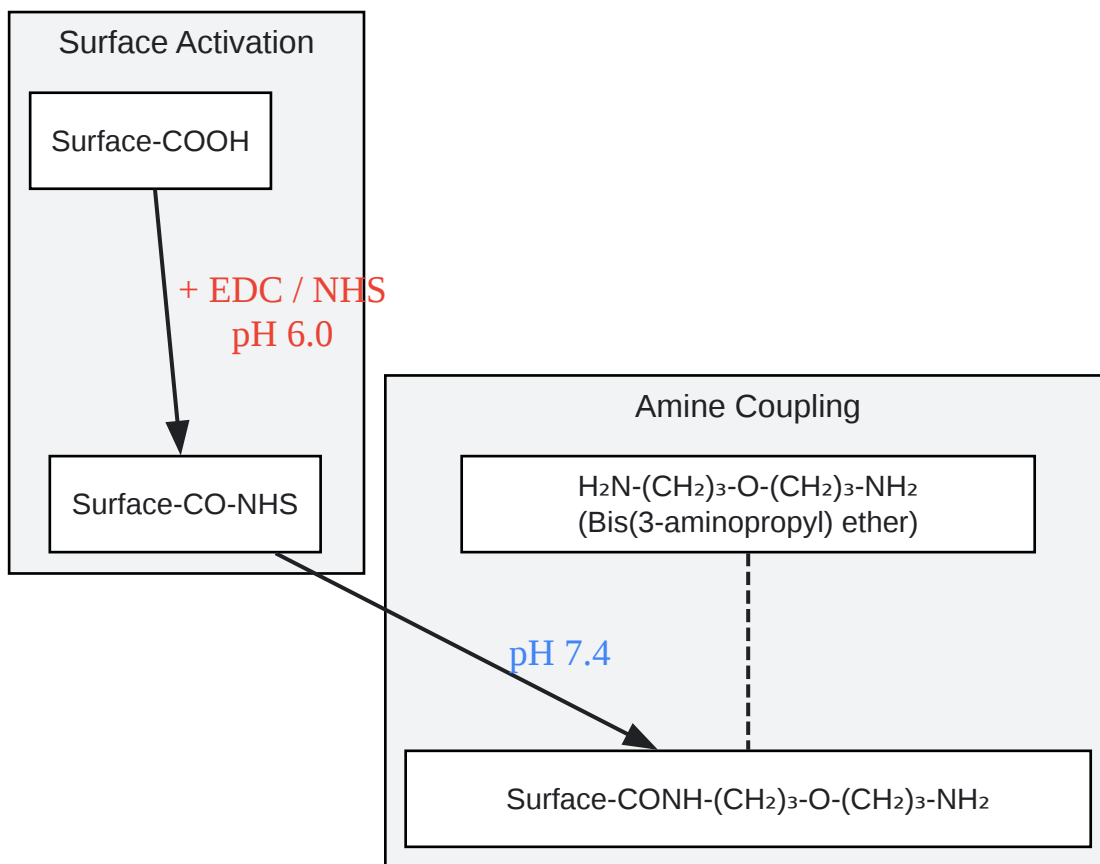 Surface Activation
Surface-COOH
+ EDC / NHS
pH 6.0
Surface-CO-NHS
Amine Coupling
H₂N-(CH₂)₃-O-(CH₂)₃-NH₂
(Bis(3-aminopropyl) ether)
pH 7.4
Surface-CONH-(CH₂)₃-O-(CH₂)₃-NH₂